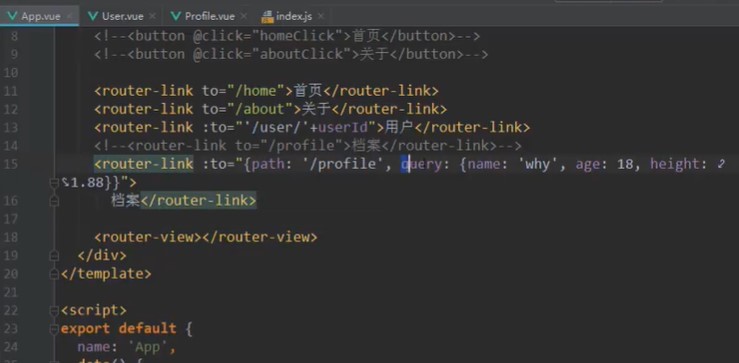 App.vue × User.vue × Profile.vue × index.js ×
8 <!--<button @click="homeClick">首页</button>-->
9 <!--<button @click="aboutClick">关于</button>-->
10
11 <router-link to="/home">首页</router-link>
12 <router-link to="/about">关于</router-link>
13 <router-link :to="'/user/'+userId">用户</router-link>
14 <!--<router-link to="/profile">档案</router-link>-->
15 <router-link :to="{path: '/profile', query: {name: 'why', age: 18, height:
1.88}}">
16 档案</router-link>
17
18 <router-view></router-view>
19 </div>
20 </template>
21
22 <script>
23 export default {
24 name: 'App',
data() {